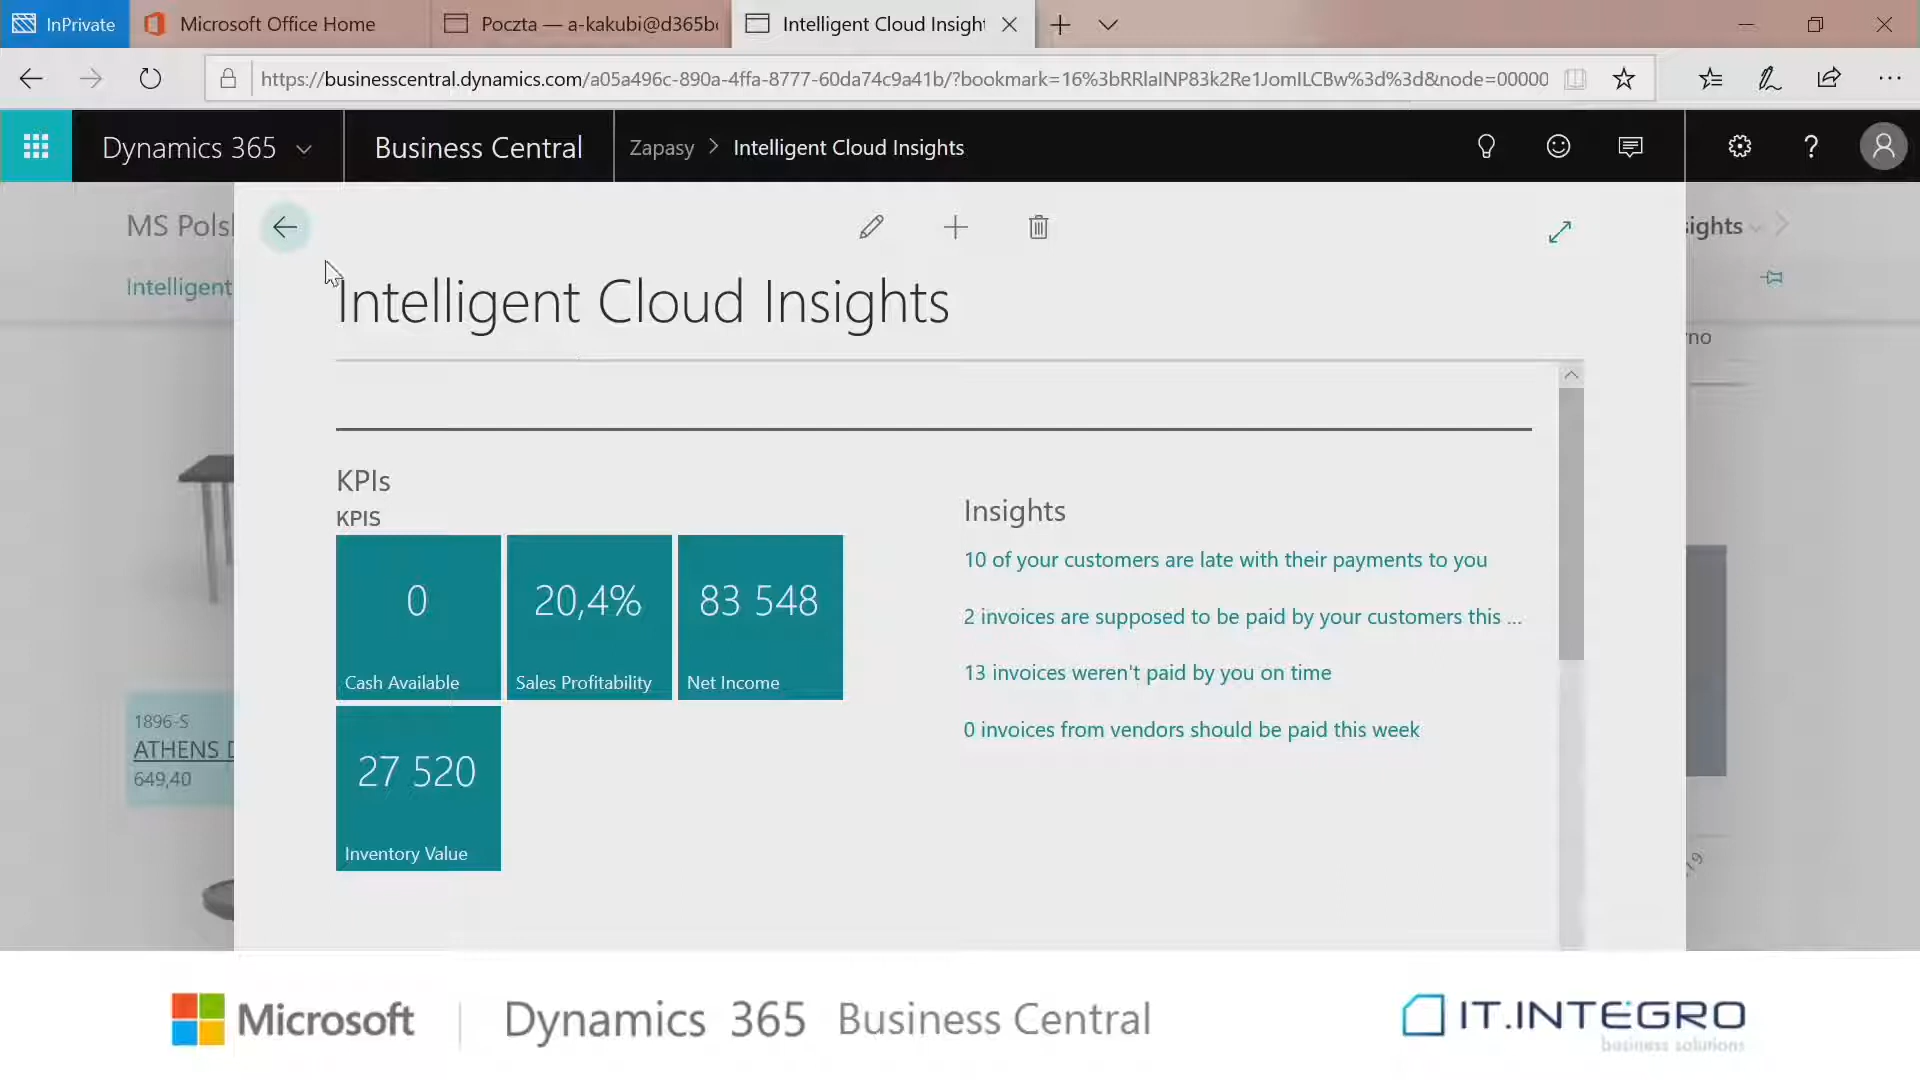 InPrivate
Microsoft Office Home
Poczta — a-kakubi@d365b
Intelligent Cloud Insight
https://businesscentral.dynamics.com/a05a496c-890a-4ffa-8777-60da74c9a41b/?bookmark=16%3bRRlaINP83k2Re1JomILCBw%3d%3d&node=00000
Dynamics 365
Business Central
Zapasy > Intelligent Cloud Insights
MS Polsk
ights
Intelligent
Intelligent Cloud Insights
rno
KPIs
KPIS
0
Cash Available
20,4%
Sales Profitability
83 548
Net Income
27 520
Inventory Value
Insights
10 of your customers are late with their payments to you
2 invoices are supposed to be paid by your customers this ...
13 invoices weren't paid by you on time
0 invoices from vendors should be paid this week
1896-S
ATHENS D
649,40
19
Microsoft
Dynamics 365 Business Central
IT.INTEGRO
business solutions